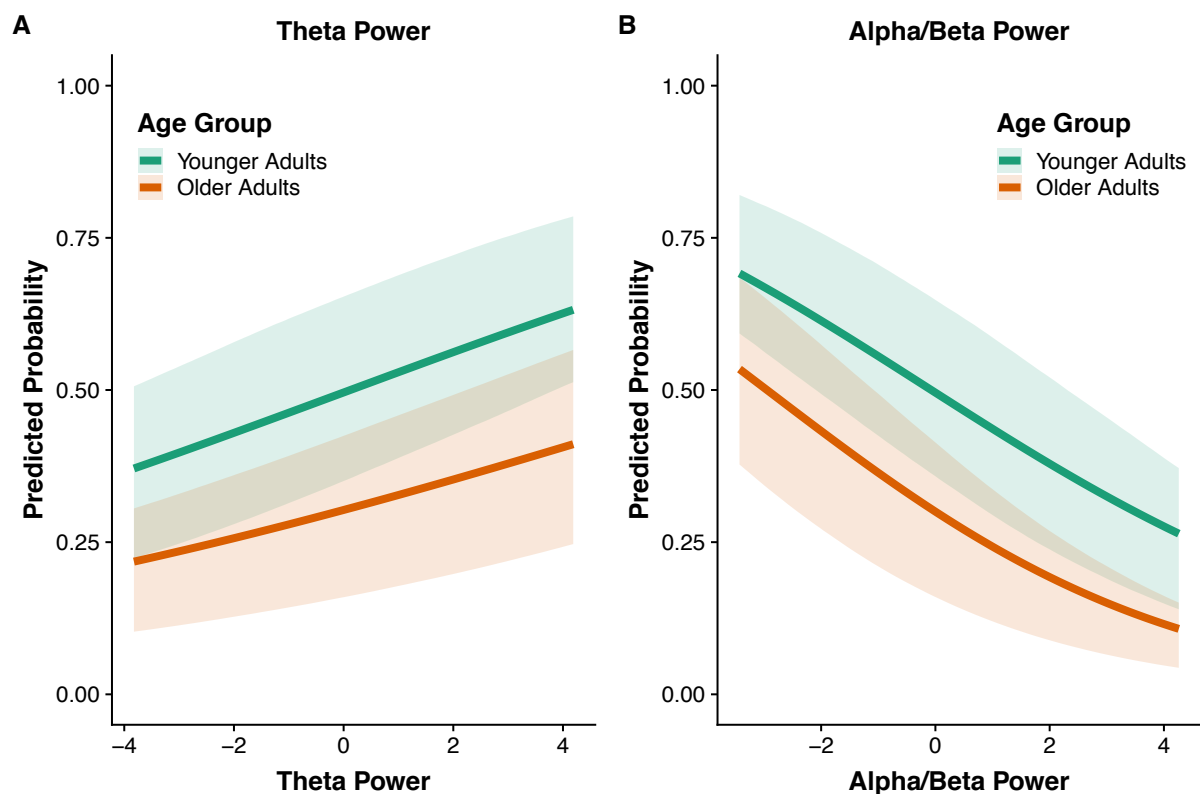 A
Theta Power
Predicted Probability
1.00
0.75
0.50
0.25
0.00
Age Group
Younger Adults
Older Adults
−4 −2 0 2 4
Theta Power
B
Alpha/Beta Power
Predicted Probability
1.00
0.75
0.50
0.25
0.00
Age Group
Younger Adults
Older Adults
−2 0 2 4
Alpha/Beta Power